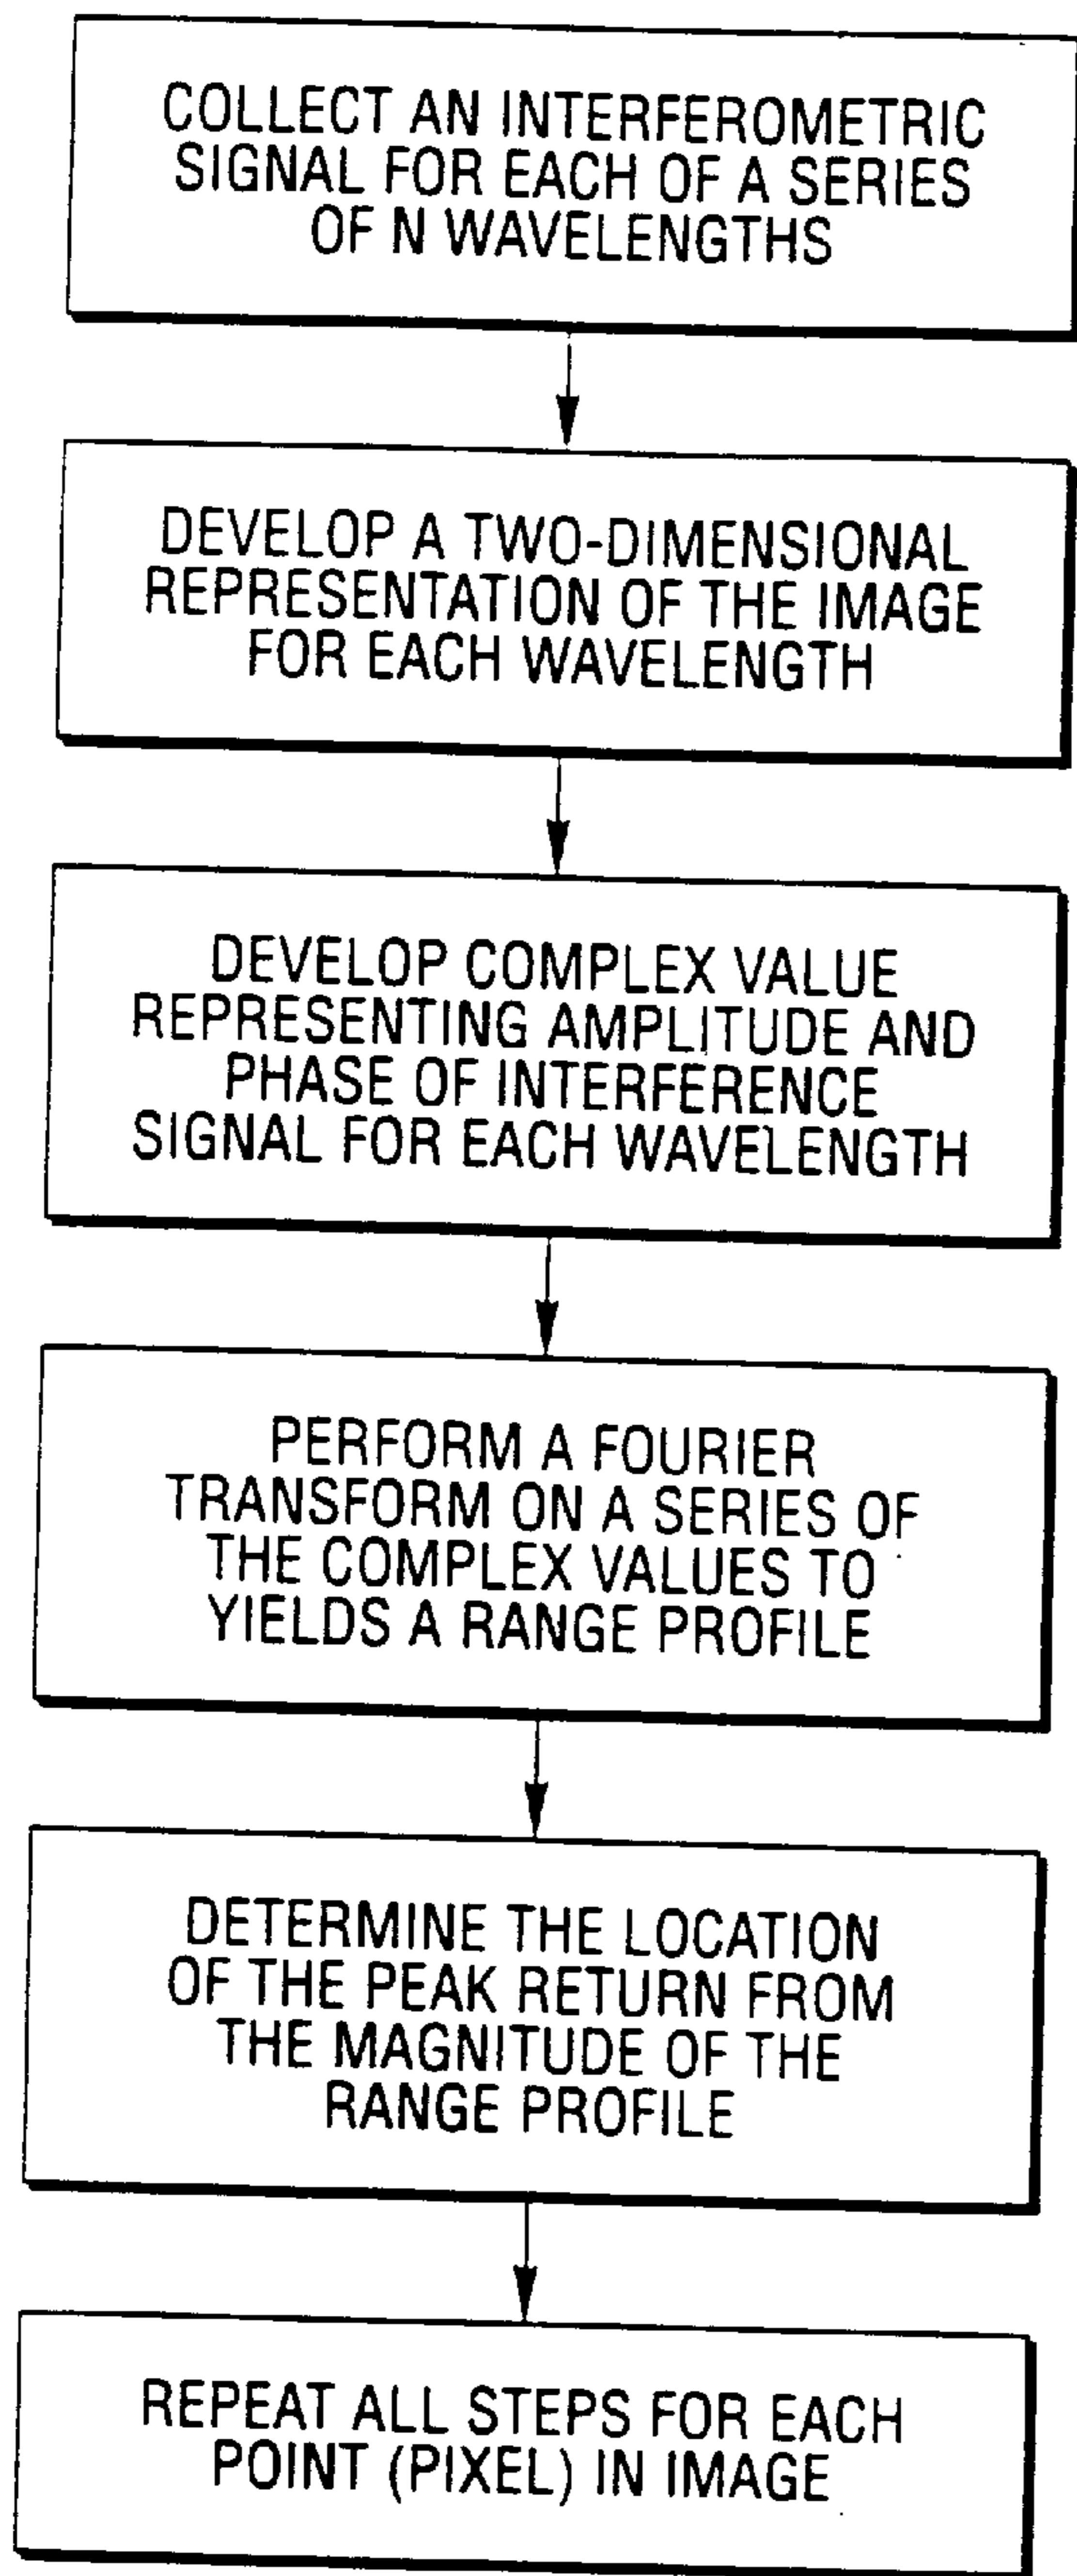 COLLECT AN INTERFEROMETRIC
SIGNAL FOR EACH OF A SERIES
OF N WAVELENGTHS
DEVELOP A TWO-DIMENSIONAL
REPRESENTATION OF THE IMAGE
FOR EACH WAVELENGTH
DEVELOP COMPLEX VALUE
REPRESENTING AMPLITUDE AND
PHASE OF INTERFERENCE
SIGNAL FOR EACH WAVELENGTH
PERFORM A FOURIER
TRANSFORM ON A SERIES OF
THE COMPLEX VALUES TO
YIELDS A RANGE PROFILE
DETERMINE THE LOCATION
OF THE PEAK RETURN FROM
THE MAGNITUDE OF THE
RANGE PROFILE
REPEAT ALL STEPS FOR EACH
POINT (PIXEL) IN IMAGE